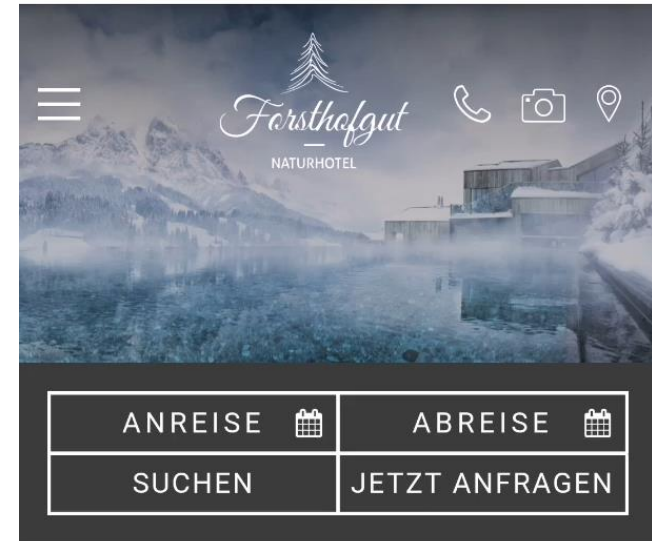 Forsthofgut
NATURHOTEL
ANREISE
ABREISE
SUCHEN
JETZT ANFRAGEN